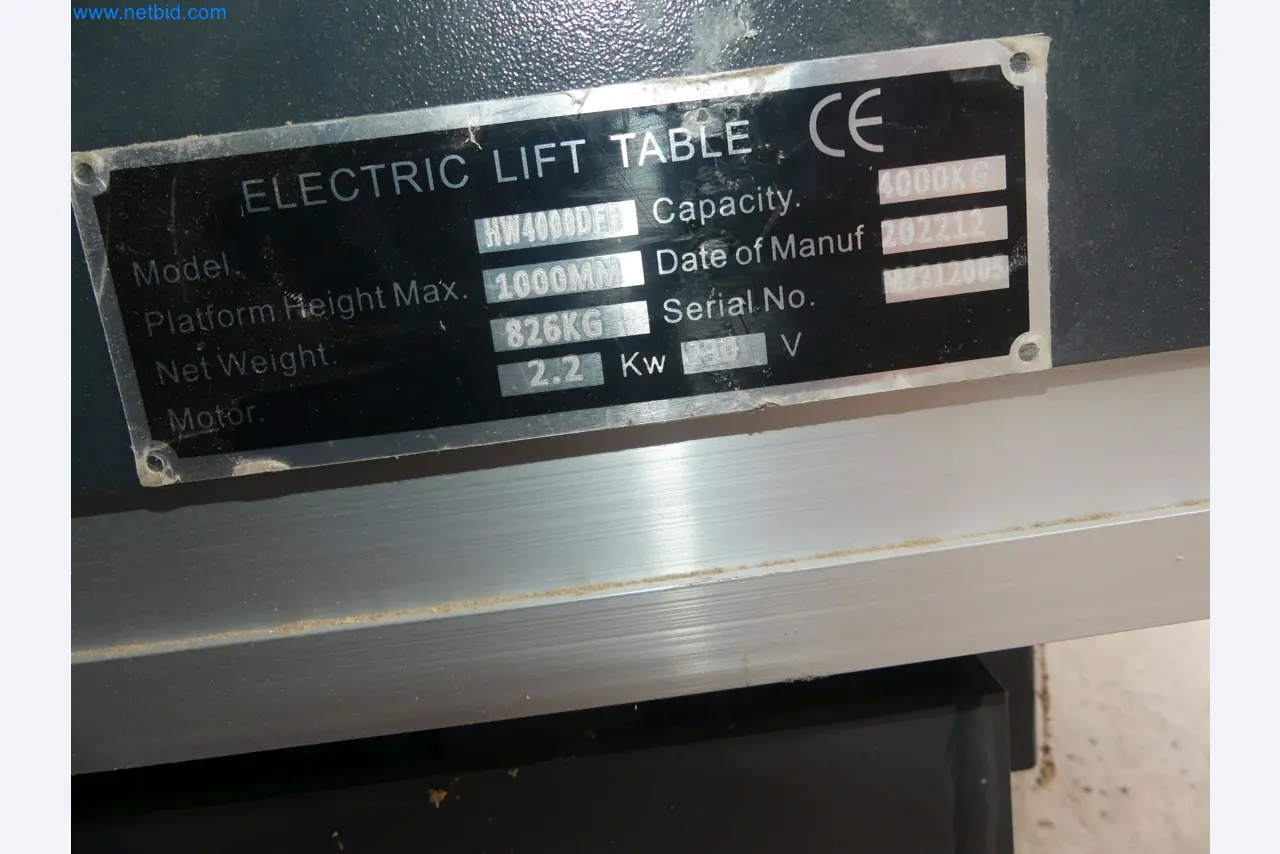 www.netbid.com
ELECTRIC LIFT TABLE CE
Model. Capacity. 4000KG
Platform Height Max. 1000MM Date of Manuf 202212
Net Weight. 826KG Serial No.
Motor. 2.2 Kw V